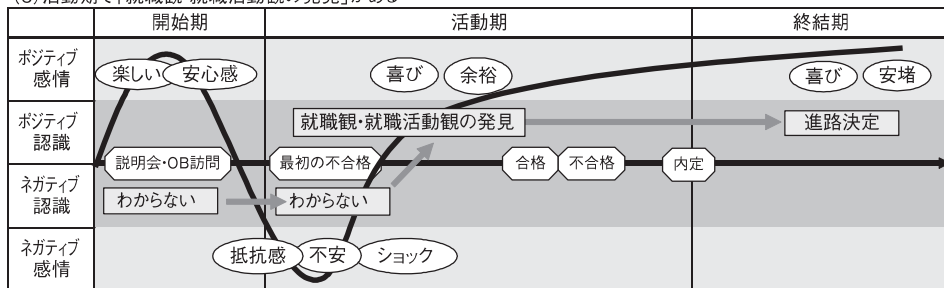 (3)活動期で「就職観・就職活動観の発見」がある
開始期 活動期 終結期
ポジティブ
感情
楽しい 安心感 喜び 余裕 喜び 安堵
ポジティブ
認識
就職観・就職活動観の発見 進路決定
説明会・OB訪問 最初の不合格 合格 不合格 内定
ネガティブ
認識
わからない わからない
ネガティブ
感情
抵抗感 不安 ショック